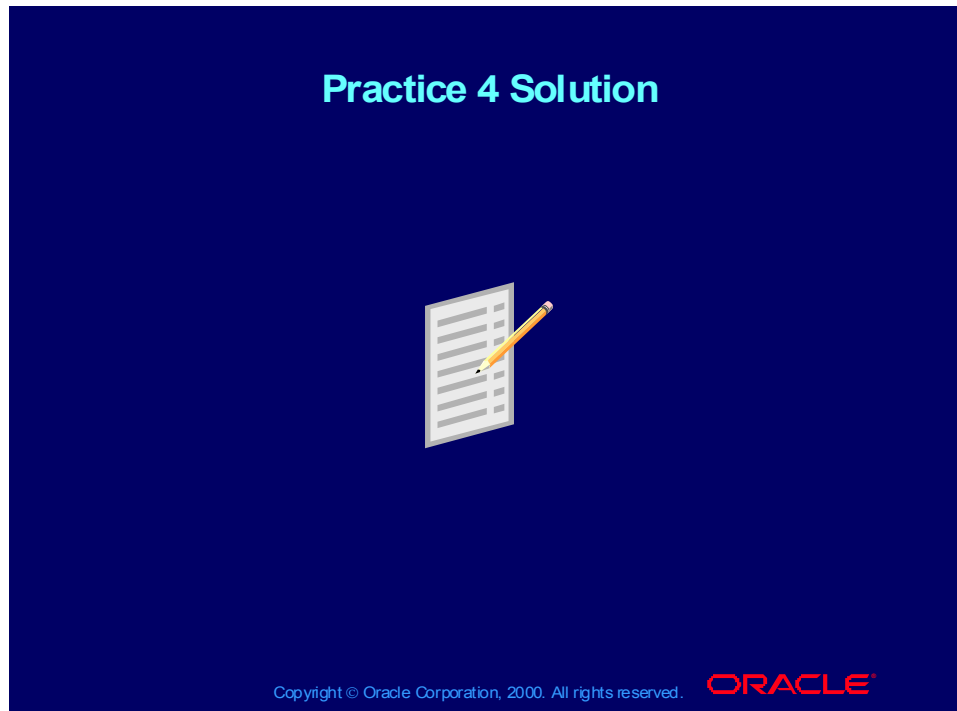 Practice 4 Solution
Copyright © Oracle Corporation, 2000. All rights reserved.
ORACLE®